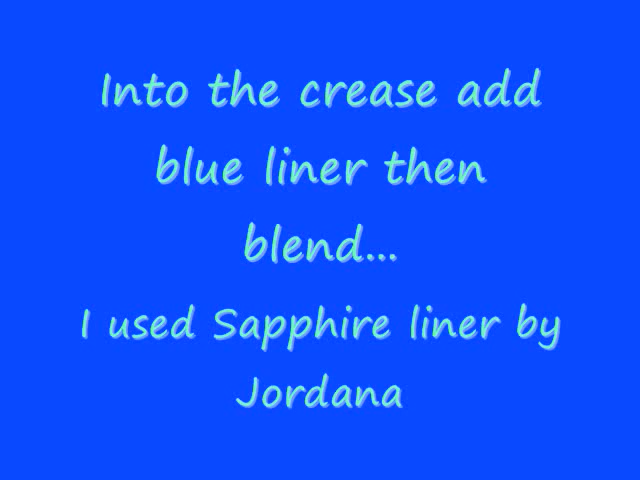 Into the crease add
blue liner then
blend...
I used Sapphire liner by
Jordana